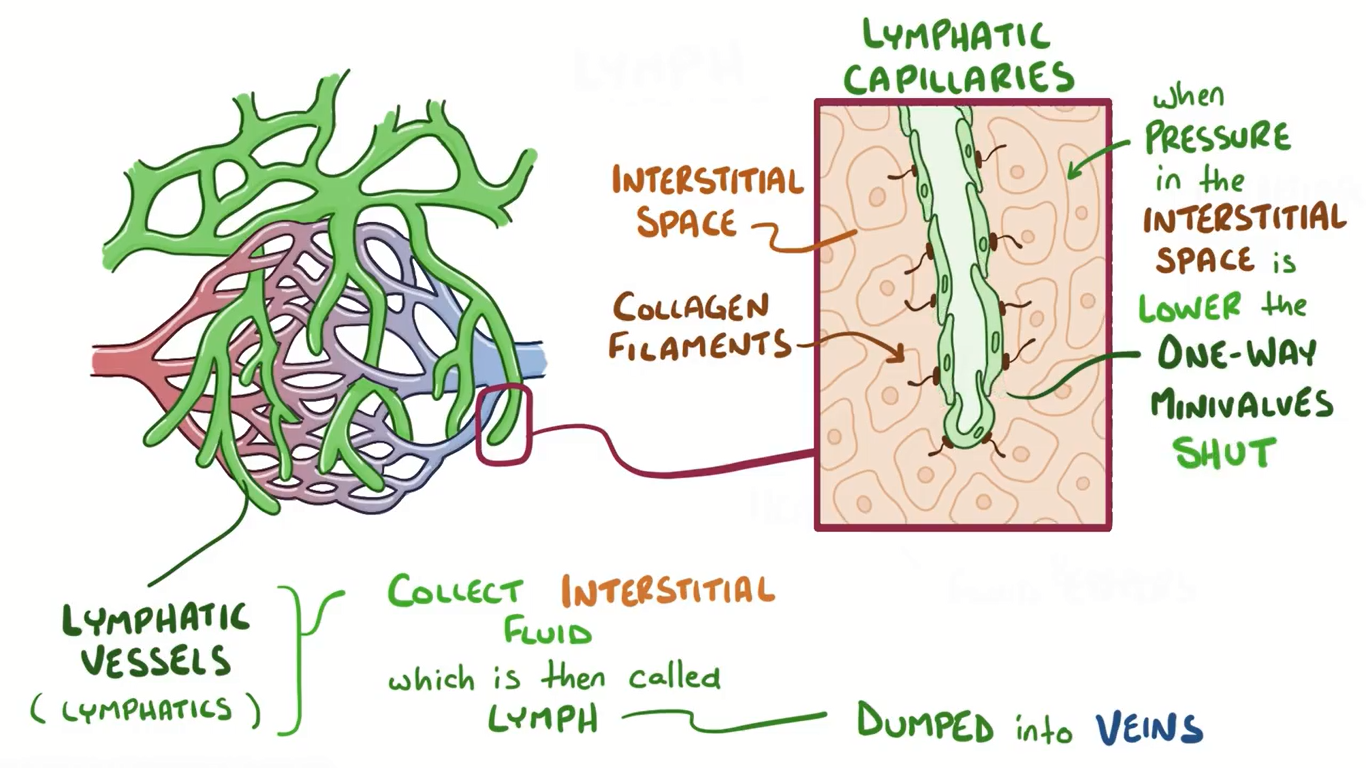 LYMPHATIC
CAPILLARIES
INTERSTITIAL
SPACE
COLLAGEN
FILAMENTS
when
PRESSURE
in the
INTERSTITIAL
SPACE is
LOWER the
ONE-WAY
MINIVALVES
SHUT
LYMPHATIC
VESSELS
(LYMPHATICS)
COLLECT INTERSTITIAL
FLUID
which is then called
LYMPH
DUMPED into VEINS
LYMPH